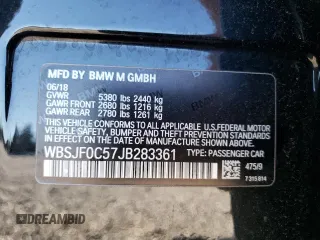 MFD BY BMW M GMBH
06/18
GVWR 5380 lbs 2440 kg
GAWR FRONT 2680 lbs 1216 kg
GAWR REAR 2780 lbs 1261 kg
THIS VEHICLE CONFORMS TO ALL APPLICABLE
FEDERAL MOTOR VEHICLE SAFETY, BUMPER,
AND THEFT PREVENTION STANDARDS IN EFFECT
ON THE DATE OF MANUFACTURE SHOWN ABOVE.
WBSJF0C57JB283361 TYPE: PASSENGER CAR
475/9
7315814
DREAMBID